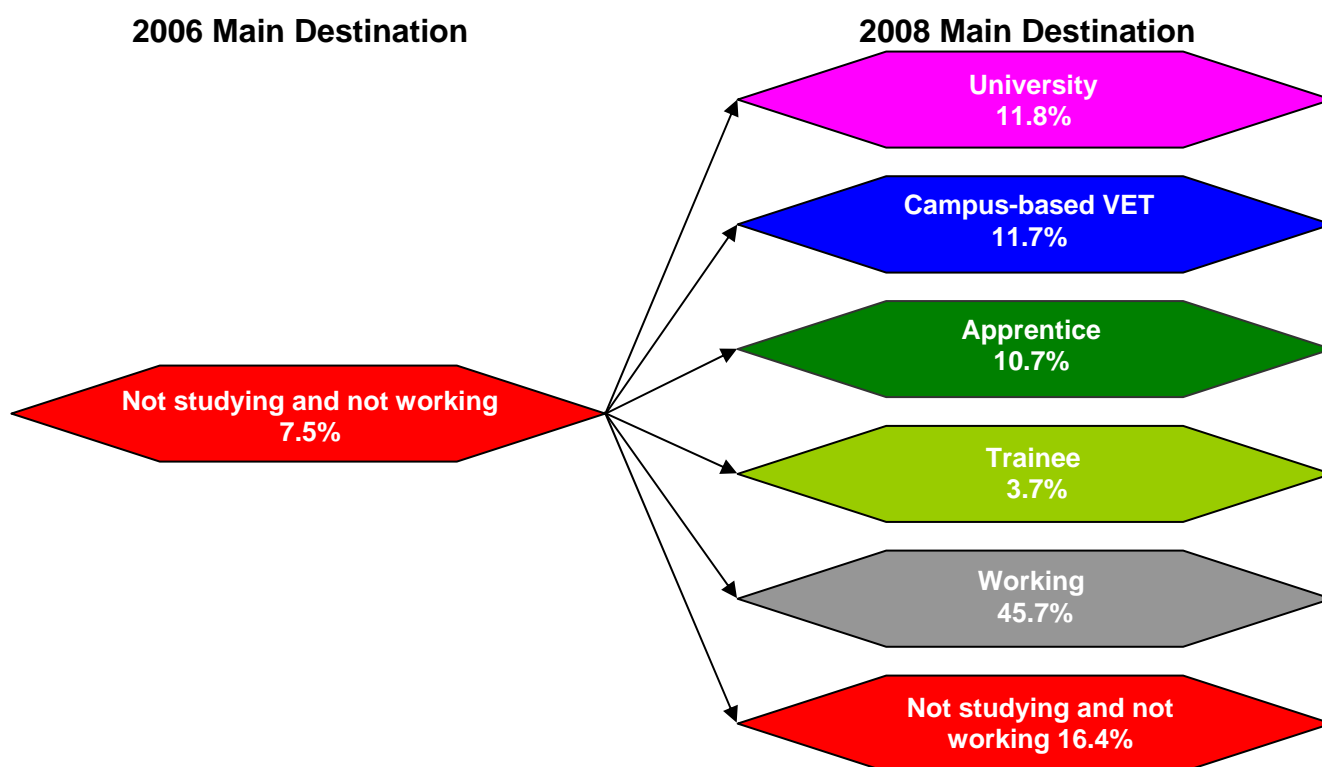 2006 Main Destination
2008 Main Destination
University
11.8%
Campus-based VET
11.7%
Apprentice
10.7%
Not studying and not working
7.5%
Trainee
3.7%
Working
45.7%
Not studying and not
working 16.4%